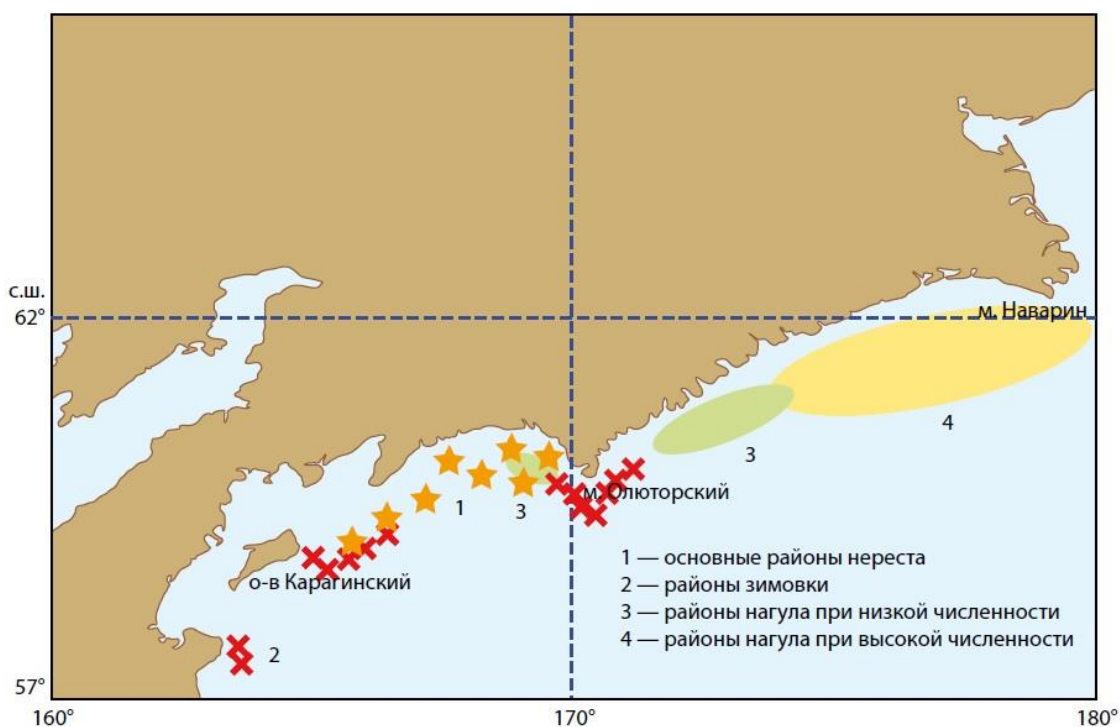 с.ш.
62°
м. Наварин
4
3
м. Олюторский
1
3
о-в Карагинский
2
1 — основные районы нереста
2 — районы зимовки
3 — районы нагула при низкой численности
4 — районы нагула при высокой численности
57°
160°
170°
180°